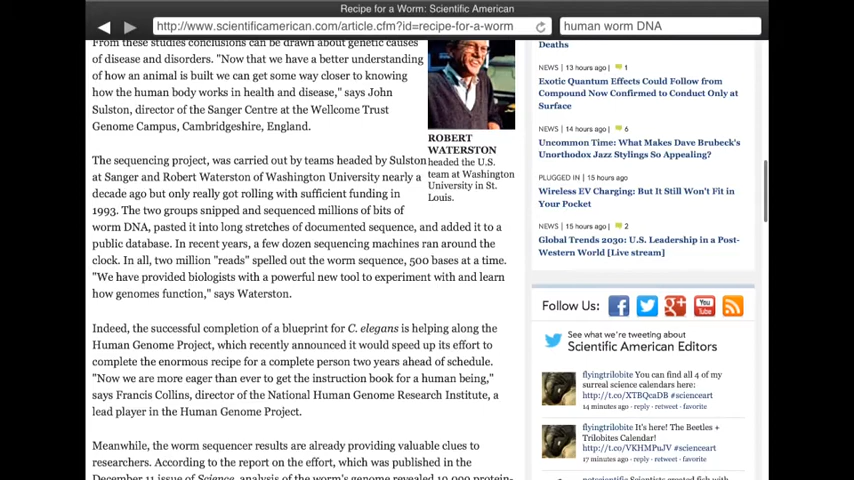 Recipe for a Worm: Scientific American
http://www.scientificamerican.com/article.cfm?id=recipe-for-a-worm
human worm DNA
From these studies conclusions can be drawn about genetic causes
of disease and disorders. "Now that we have a better understanding
of how an animal is built we can get some way closer to knowing
how the human body works in health and disease," says John
Sulston, director of the Sanger Centre at the Wellcome Trust
Genome Campus, Cambridgeshire, England.
ROBERT
WATERSTON
headed the U.S.
team at Washington
University in St.
Louis.
The sequencing project, was carried out by teams headed by Sulston
at Sanger and Robert Waterston of Washington University nearly a
decade ago but only really got rolling with sufficient funding in
1993. The two groups snipped and sequenced millions of bits of
worm DNA, pasted it into long stretches of documented sequence, and added it to a
public database. In recent years, a few dozen sequencing machines ran around the
clock. In all, two million "reads" spelled out the worm sequence, 500 bases at a time.
"We have provided biologists with a powerful new tool to experiment with and learn
how genomes function," says Waterston.
Indeed, the successful completion of a blueprint for C. elegans is helping along the
Human Genome Project, which recently announced it would speed up its effort to
complete the enormous recipe for a complete person two years ahead of schedule.
"Now we are more eager than ever to get the instruction book for a human being,"
says Francis Collins, director of the National Human Genome Research Institute, a
lead player in the Human Genome Project.
Meanwhile, the worm sequencer results are already providing valuable clues to
researchers. According to the report on the effort, which was published in the
December 11 issue of Science, analysis of the worm's genome revealed 19,099 protein-
Deaths
NEWS | 13 hours ago | 1
Exotic Quantum Effects Could Follow from
Compound Now Confirmed to Conduct Only at
Surface
NEWS | 14 hours ago | 6
Uncommon Time: What Makes Dave Brubeck's
Unorthodox Jazz Stylings So Appealing?
PLUGGED IN | 15 hours ago
Wireless EV Charging: But It Still Won't Fit in
Your Pocket
NEWS | 15 hours ago | 2
Global Trends 2030: U.S. Leadership in a Post-
Western World [Live stream]
Follow Us:
You
Tube
See what we're tweeting about
Scientific American Editors
flyingtrilobite You can find all 4 of my
surreal science calendars here:
http://t.co/XTBQcaDB #scienceart
14 minutes ago · reply · retweet · favorite
flyingtrilobite It's here! The Beetles +
Trilobites Calendar!
http://t.co/VKHMPuJV #scienceart
17 minutes ago · reply · retweet · favorite